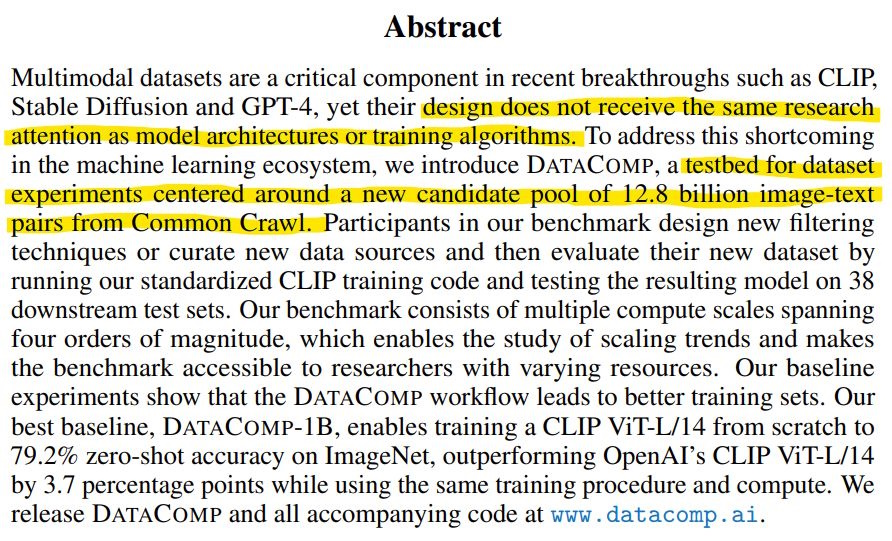 Abstract
Multimodal datasets are a critical component in recent breakthroughs such as CLIP,
Stable Diffusion and GPT-4, yet their design does not receive the same research
attention as model architectures or training algorithms. To address this shortcoming
in the machine learning ecosystem, we introduce DATACOMP, a testbed for dataset
experiments centered around a new candidate pool of 12.8 billion image-text
pairs from Common Crawl. Participants in our benchmark design new filtering
techniques or curate new data sources and then evaluate their new dataset by
running our standardized CLIP training code and testing the resulting model on 38
downstream test sets. Our benchmark consists of multiple compute scales spanning
four orders of magnitude, which enables the study of scaling trends and makes
the benchmark accessible to researchers with varying resources. Our baseline
experiments show that the DATACOMP workflow leads to better training sets. Our
best baseline, DATACOMP-1B, enables training a CLIP ViT-L/14 from scratch to
79.2% zero-shot accuracy on ImageNet, outperforming OpenAI's CLIP ViT-L/14
by 3.7 percentage points while using the same training procedure and compute. We
release DATACOMP and all accompanying code at www.datacomp.ai.